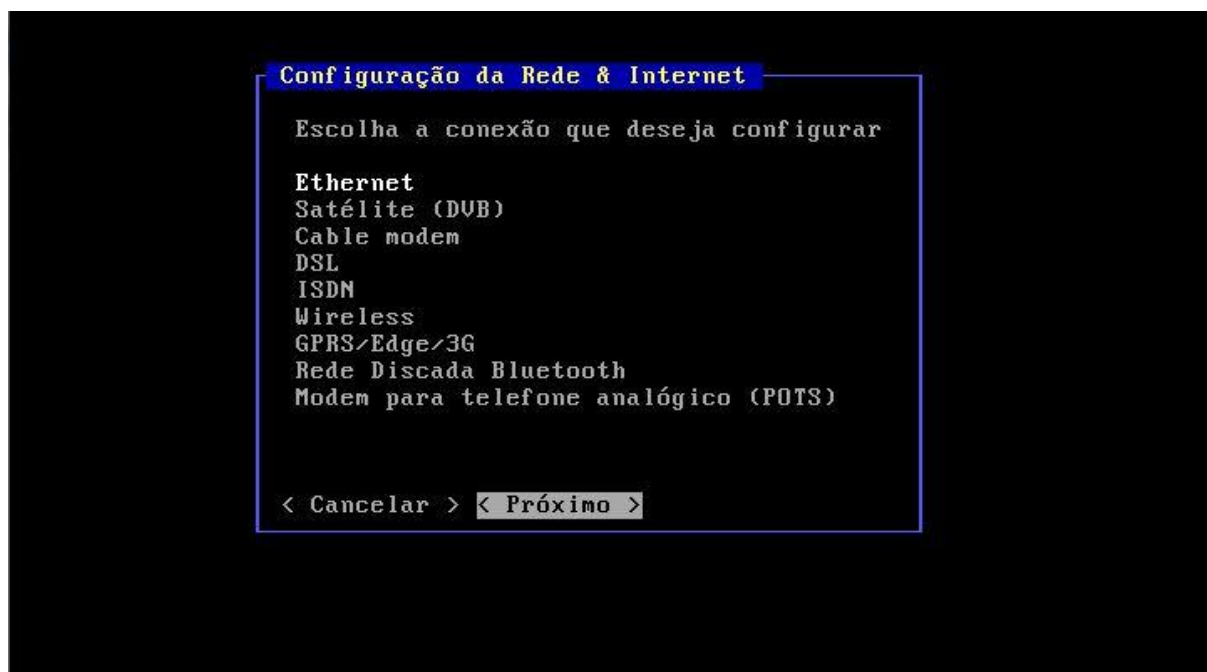 Configuração da Rede & Internet
Escolha a conexão que deseja configurar
Ethernet
Satélite (DVB)
Cable modem
DSL
ISDN
Wireless
GPRS/Edge/3G
Rede Discada Bluetooth
Modem para telefone analógico (POTS)
< Cancelar > < Próximo >